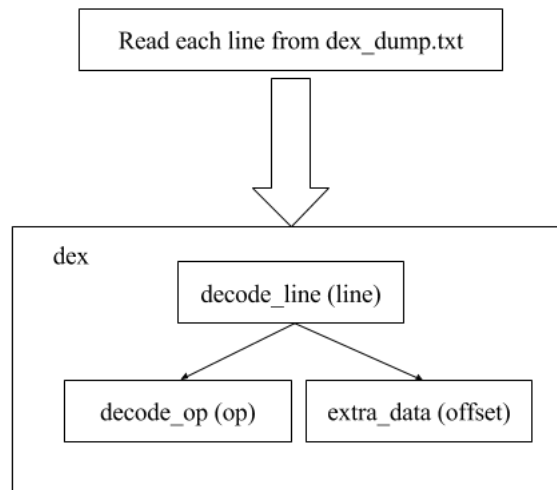 Read each line from dex_dump.txt
dex
decode_line (line)
decode_op (op)
extra_data (offset)